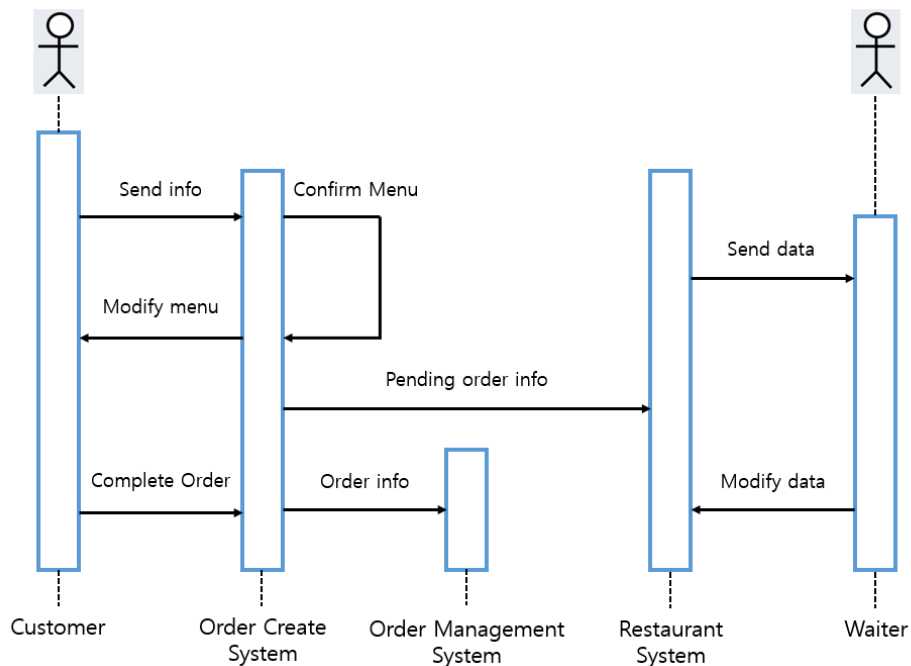 Send info
Confirm Menu
Send data
Modify menu
Pending order info
Complete Order
Order info
Modify data
Customer
Order Create
System
Order Management
System
Restaurant
System
Waiter